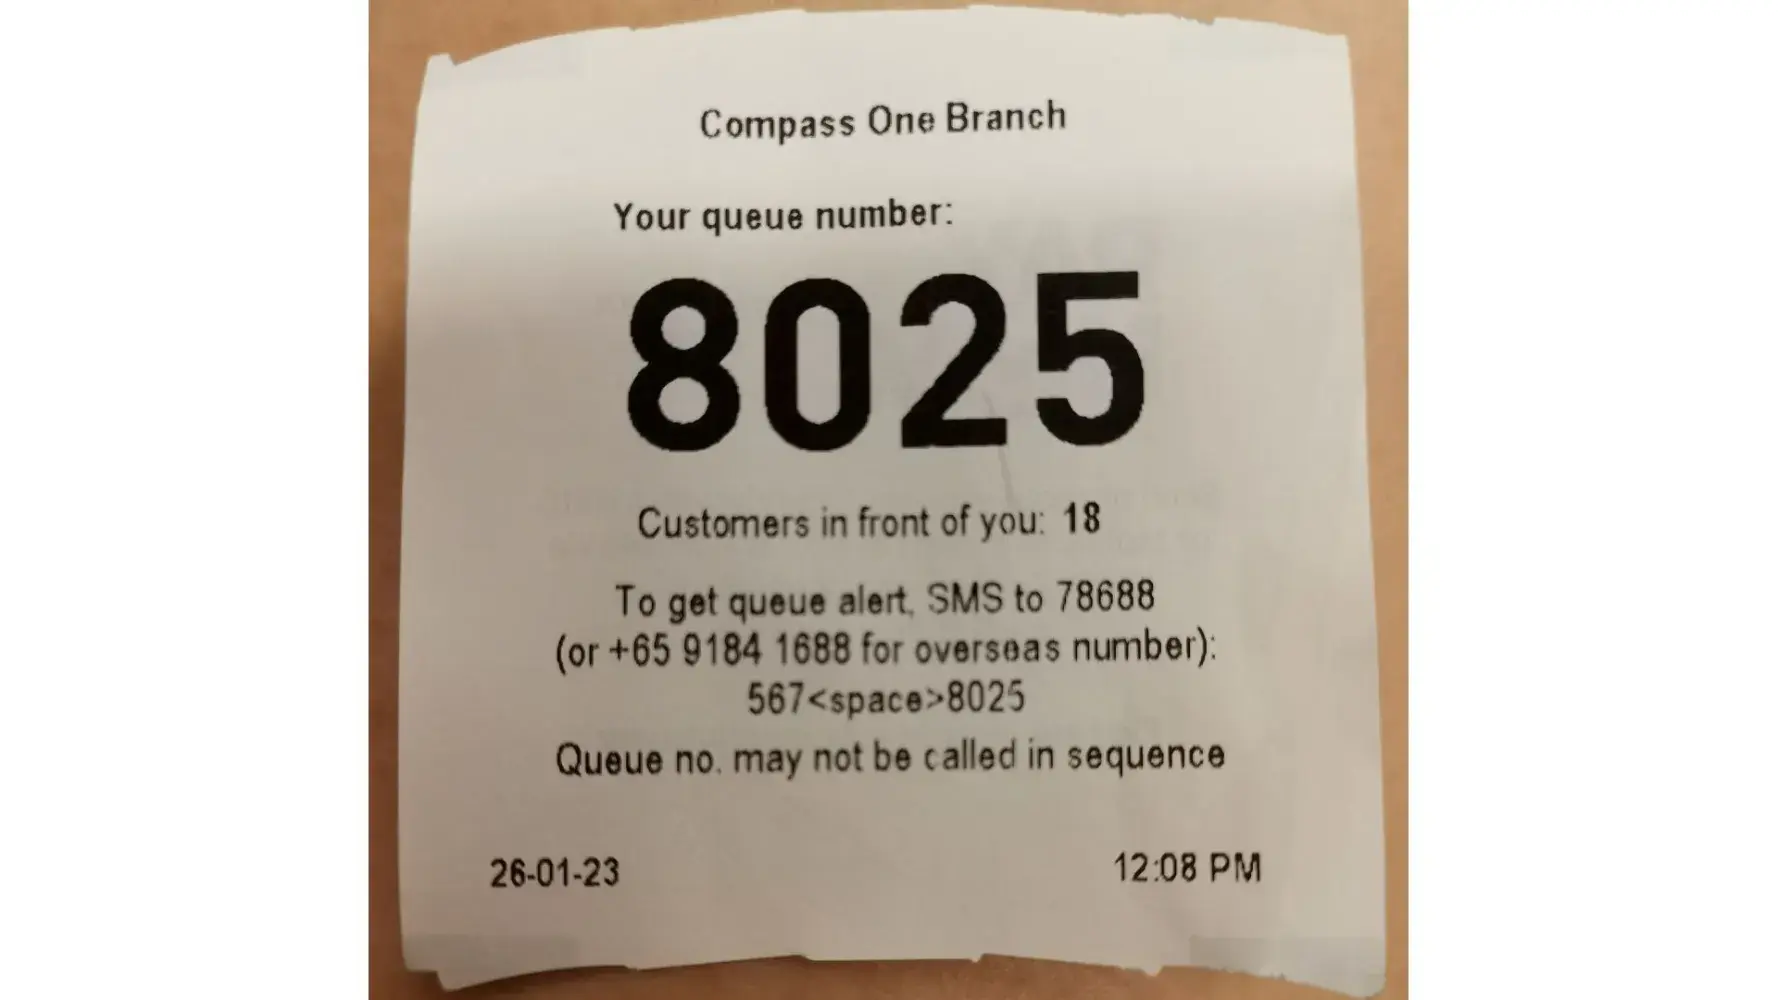 Compass One Branch
Your queue number:
8025
Customers in front of you: 18
To get queue alert, SMS to 78688
(or +65 9184 1688 for overseas number):
567<space>8025
Queue no. may not be called in sequence
26-01-23 12:08 PM